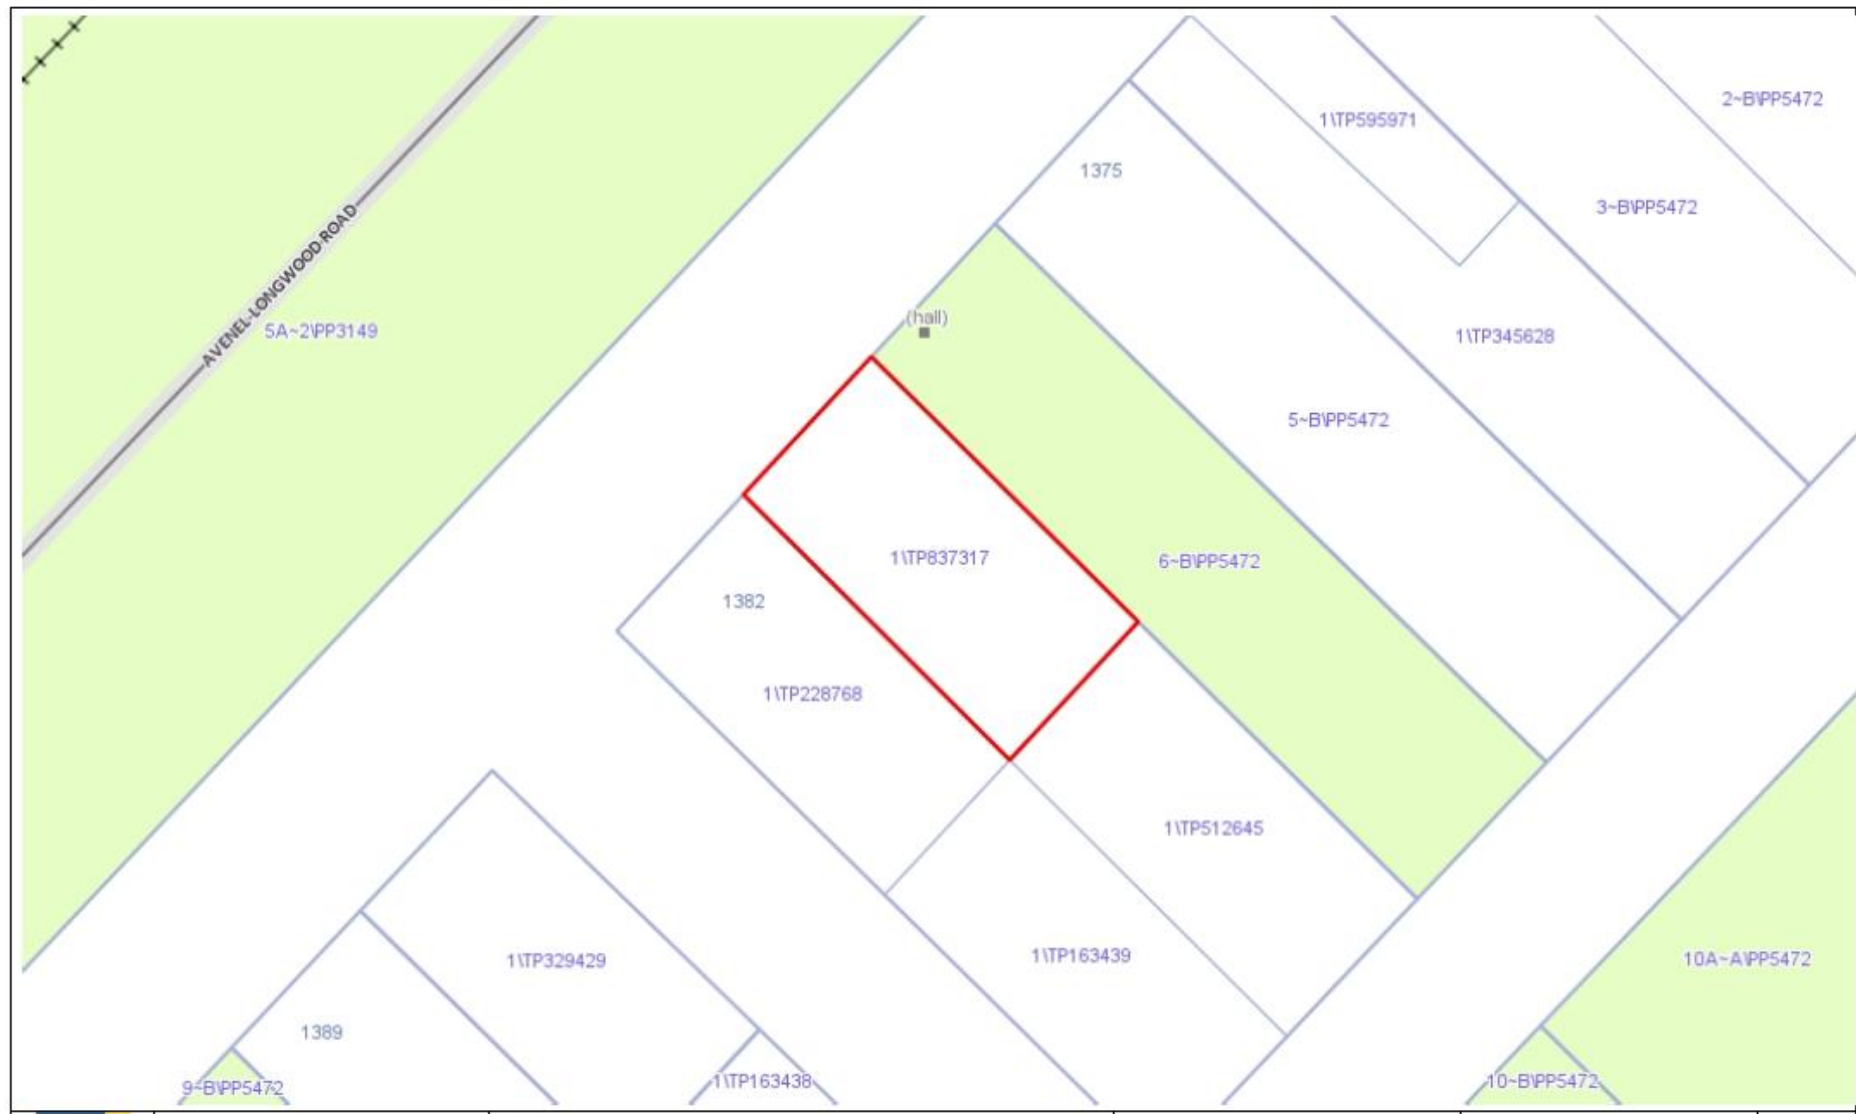 2~B\PP5472
1\TP595971
1375
3~B\PP5472
AVENEL-LONGWOOD ROAD
5A~2\PP3149
(hall)
1\TP345628
5~B\PP5472
1\TP837317
6~B\PP5472
1382
1\TP228768
1\TP512645
1\TP163439
1\TP329429
10A~A\PP5472
1389
9~B\PP5472
1\TP163438
10~B\PP5472